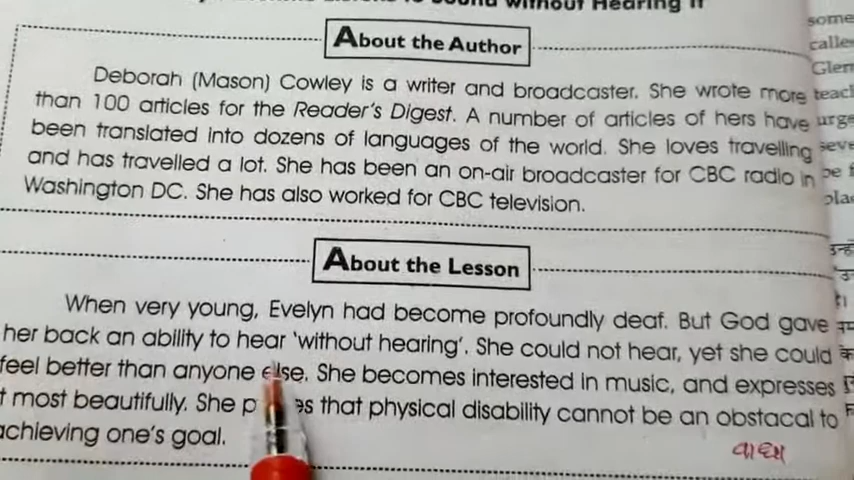 Sound without Hearing it
About the Author
Deborah (Mason) Cowley is a writer and broadcaster. She wrote more
than 100 articles for the Reader's Digest. A number of articles of hers have
been translated into dozens of languages of the world. She loves travelling
and has travelled a lot. She has been an on-air broadcaster for CBC radio in
Washington DC. She has also worked for CBC television.
About the Lesson
When very young, Evelyn had become profoundly deaf. But God gave
her back an ability to hear 'without hearing'. She could not hear, yet she could
feel better than anyone else. She becomes interested in music, and expresses
most beautifully. She that physical disability cannot be an obstacal to
achieving one's goal.
some